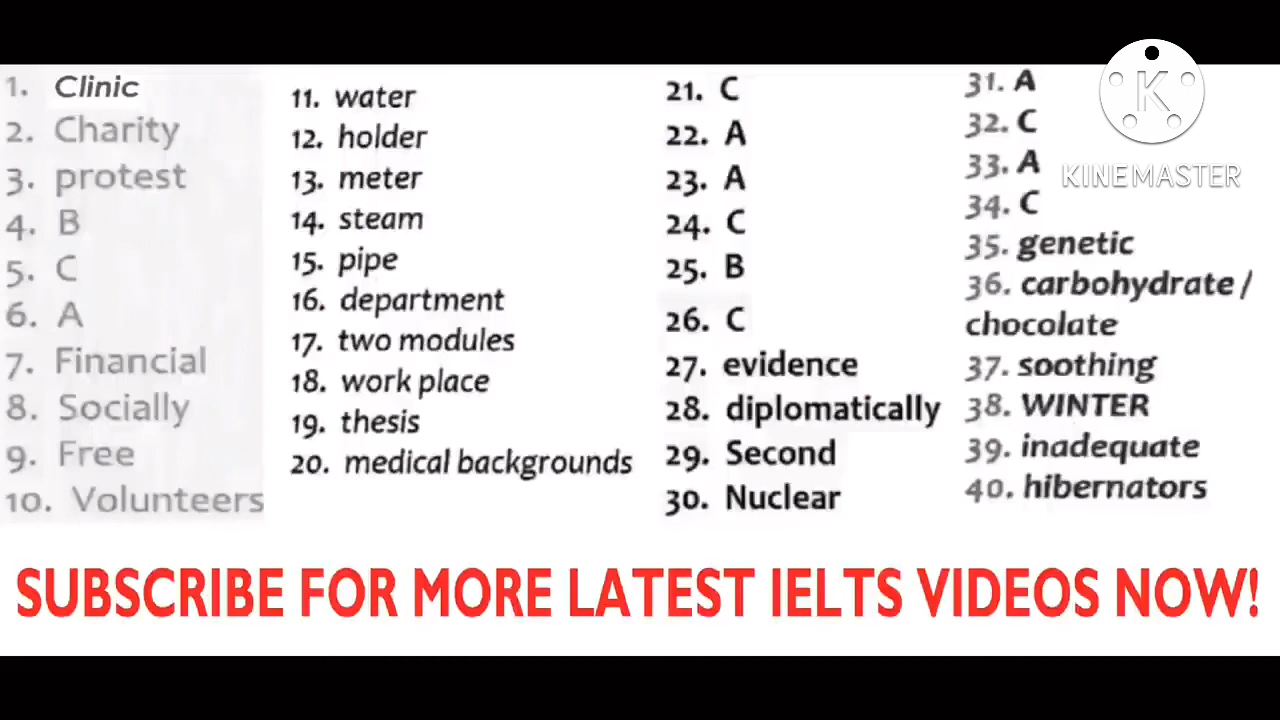 1. Clinic
2. Charity
3. protest
4. B
5. C
6. A
7. Financial
8. Socially
9. Free
10. Volunteers
11. water
12. holder
13. meter
14. steam
15. pipe
16. department
17. two modules
18. work place
19. thesis
20. medical backgrounds
21. C
22. A
23. A
24. C
25. B
26. C
27. evidence
28. diplomatically
29. Second
30. Nuclear
31. A
32. C
33. A
34. C
35. genetic
36. carbohydrate /
chocolate
37. soothing
38. WINTER
39. inadequate
40. hibernators
K
KINEMASTER
SUBSCRIBE FOR MORE LATEST IELTS VIDEOS NOW!